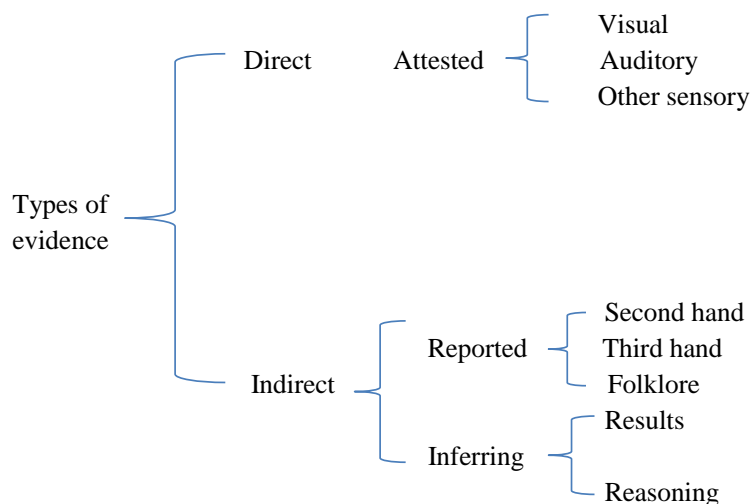 Visual
Direct Attested Auditory
Other sensory
Types of
evidence
Second hand
Reported Third hand
Folklore
Indirect
Results
Inferring
Reasoning